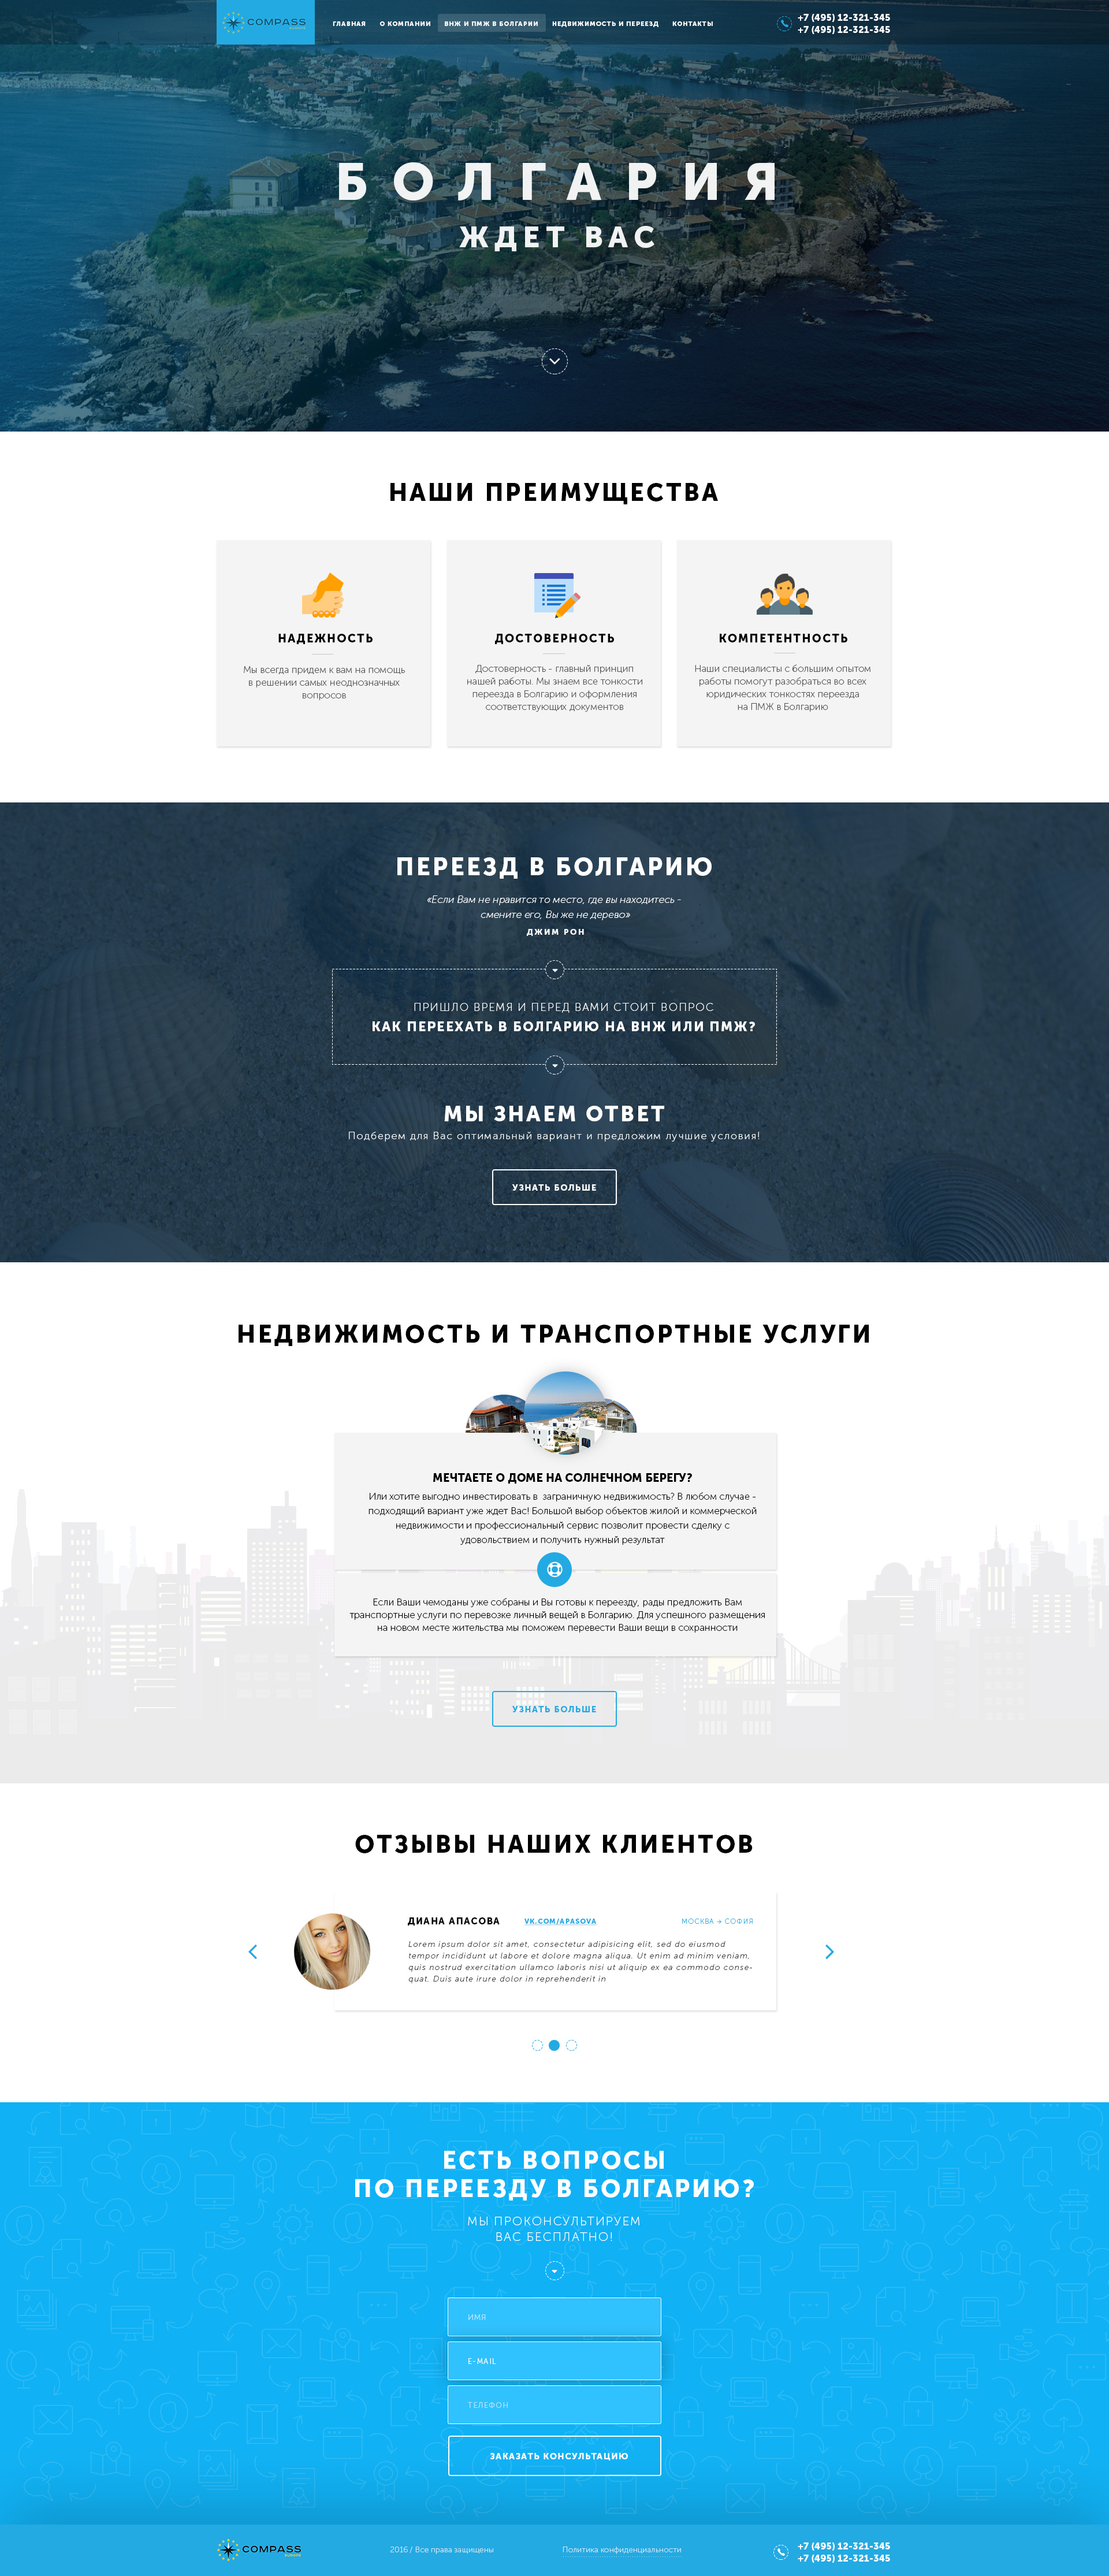 COMPASS
EUROPE
ГЛАВНАЯ
О КОМПАНИИ
ВНЖ И ПМЖ В БОЛГАРИИ
НЕДВИЖИМОСТЬ И ПЕРЕЕЗД
КОНТАКТЫ
+7 (495) 12-321-345
+7 (495) 12-321-345
БОЛГАРИЯ
ЖДЕТ ВАС
НАШИ ПРЕИМУЩЕСТВА
НАДЕЖНОСТЬ
Мы всегда придем к вам на помощь
в решении самых неоднозначных
вопросов
ДОСТОВЕРНОСТЬ
Достоверность - главный принцип
нашей работы. Мы знаем все тонкости
переезда в Болгарию и оформления
соответствующих документов
КОМПЕТЕНТНОСТЬ
Наши специалисты с большим опытом
работы помогут разобраться во всех
юридических тонкостях переезда
на ПМЖ в Болгарию
ПЕРЕЕЗД В БОЛГАРИЮ
«Если Вам не нравится то место, где вы находитесь -
смените его, Вы же не дерево»
ДЖИМ РОН
ПРИШЛО ВРЕМЯ И ПЕРЕД ВАМИ СТОИТ ВОПРОС
КАК ПЕРЕЕХАТЬ В БОЛГАРИЮ НА ВНЖ ИЛИ ПМЖ?
МЫ ЗНАЕМ ОТВЕТ
Подберем для Вас оптимальный вариант и предложим лучшие условия!
УЗНАТЬ БОЛЬШЕ
НЕДВИЖИМОСТЬ И ТРАНСПОРТНЫЕ УСЛУГИ
МЕЧТАЕТЕ О ДОМЕ НА СОЛНЕЧНОМ БЕРЕГУ?
Или хотите выгодно инвестировать в заграничную недвижимость? В любом случае -
подходящий вариант уже ждет Вас! Большой выбор объектов жилой и коммерческой
недвижимости и профессиональный сервис позволит провести сделку с
удовольствием и получить нужный результат
Если Ваши чемоданы уже собраны и Вы готовы к переезду, рады предложить Вам
транспортные услуги по перевозке личный вещей в Болгарию. Для успешного размещения
на новом месте жительства мы поможем перевести Ваши вещи в сохранности
УЗНАТЬ БОЛЬШЕ
ОТЗЫВЫ НАШИХ КЛИЕНТОВ
ДИАНА АПАСОВА
VK.COM/APASOVA
МОСКВА → СОФИЯ
Lorem ipsum dolor sit amet, consectetur adipisicing elit, sed do eiusmod
tempor incididunt ut labore et dolore magna aliqua. Ut enim ad minim veniam,
quis nostrud exercitation ullamco laboris nisi ut aliquip ex ea commodo conse-
quat. Duis aute irure dolor in reprehenderit in
ЕСТЬ ВОПРОСЫ
ПО ПЕРЕЕЗДУ В БОЛГАРИЮ?
МЫ ПРОКОНСУЛЬТИРУЕМ
ВАС БЕСПЛАТНО!
ИМЯ
E-MAIL
ТЕЛЕФОН
ЗАКАЗАТЬ КОНСУЛЬТАЦИЮ
COMPASS
EUROPE
2016 / Все права защищены
Политика конфиденциальности
+7 (495) 12-321-345
+7 (495) 12-321-345